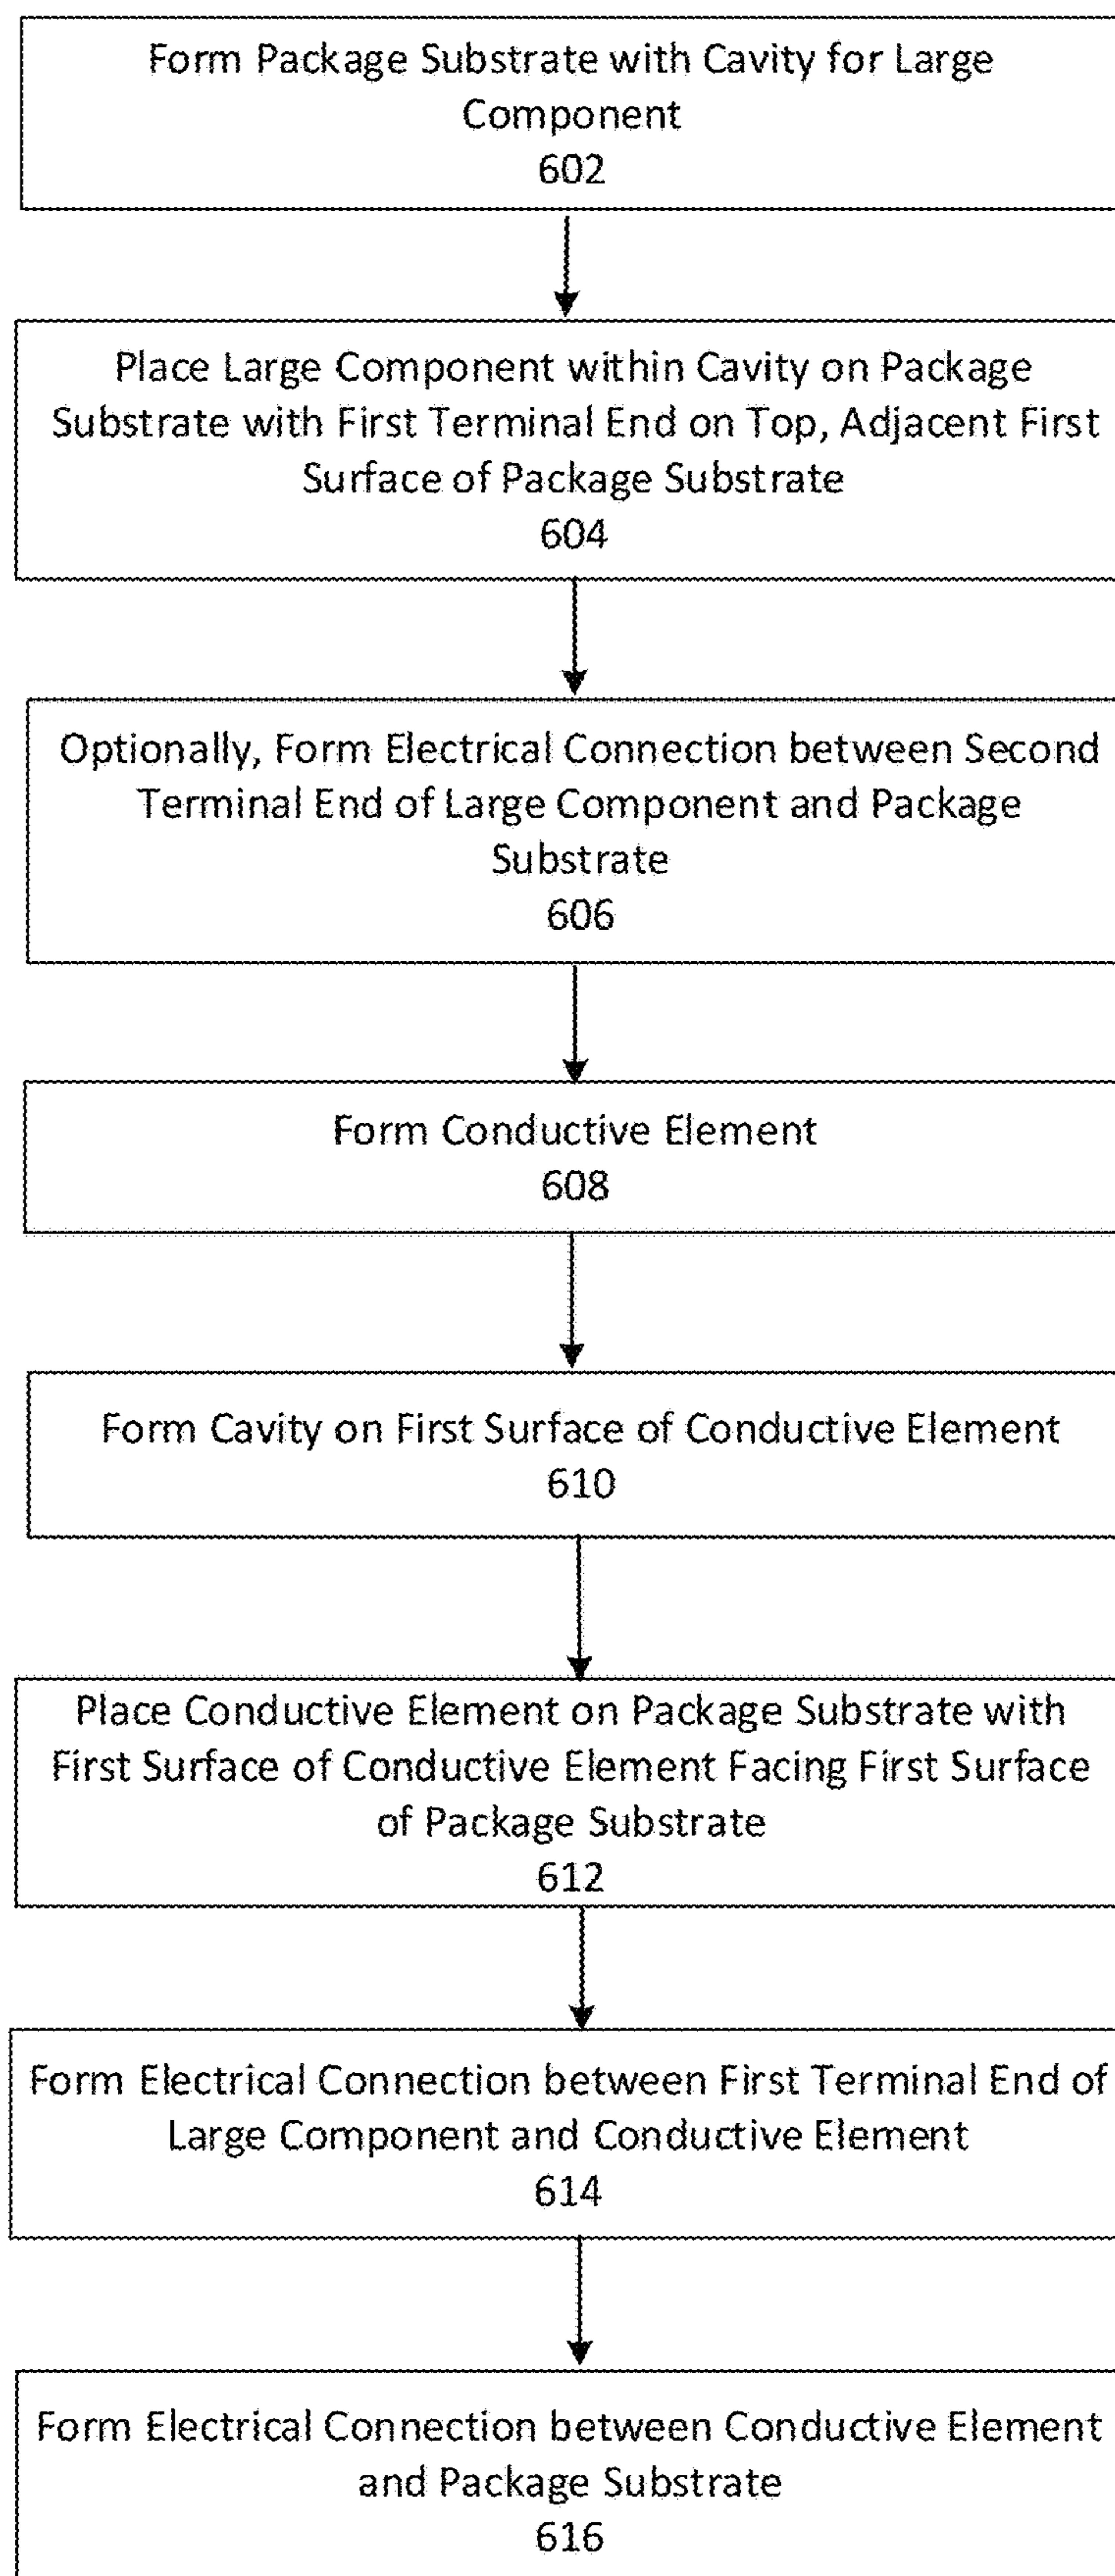 Form Package Substrate with Cavity for Large
Component
602
Place Large Component within Cavity on Package
Substrate with First Terminal End on Top, Adjacent First
Surface of Package Substrate
604
Optionally, Form Electrical Connection between Second
Terminal End of Large Component and Package
Substrate
606
Form Conductive Element
608
Form Cavity on First Surface of Conductive Element
610
Place Conductive Element on Package Substrate with
First Surface of Conductive Element Facing First Surface
of Package Substrate
612
Form Electrical Connection between First Terminal End of
Large Component and Conductive Element
614
Form Electrical Connection between Conductive Element
and Package Substrate
616